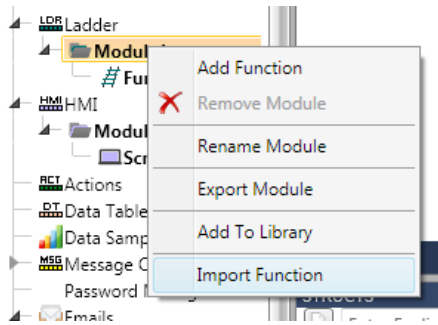 LDR Ladder
Modul
Add Function
Fu
Remove Module
HMI HMI
Modul
Rename Module
Scr
ACT Actions
Export Module
DT Data Table
Add To Library
Data Samp
MSG Message C
Import Function
Password
Emails